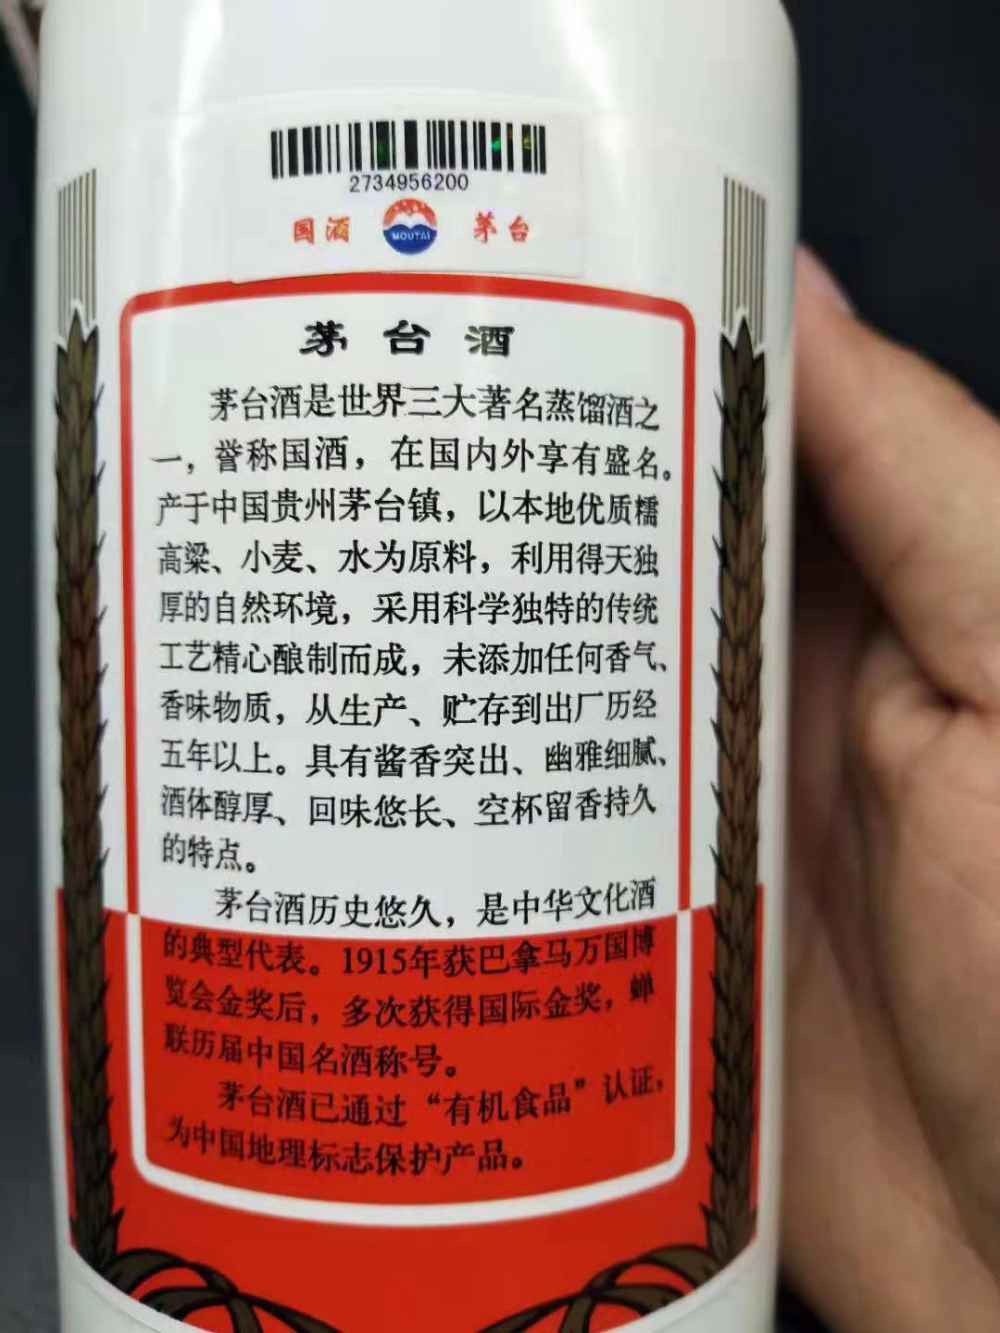 2734956200
国酒 MOUTAI 茅台
茅台酒
茅台酒是世界三大著名蒸馏酒之
一，誉称国酒，在国内外享有盛名。
产于中国贵州茅台镇，以本地优质糯
高粱、小麦、水为原料，利用得天独
厚的自然环境，采用科学独特的传统
工艺精心酿制而成，未添加任何香气、
香味物质，从生产、贮存到出厂历经
五年以上。具有酱香突出、幽雅细腻、
酒体醇厚、回味悠长、空杯留香持久
的特点。
茅台酒历史悠久，是中华文化酒
的典型代表。1915年获巴拿马万国博
览会金奖后，多次获得国际金奖，蝉
联历届中国名酒称号。
茅台酒已通过“有机食品”认证，
为中国地理标志保护产品。